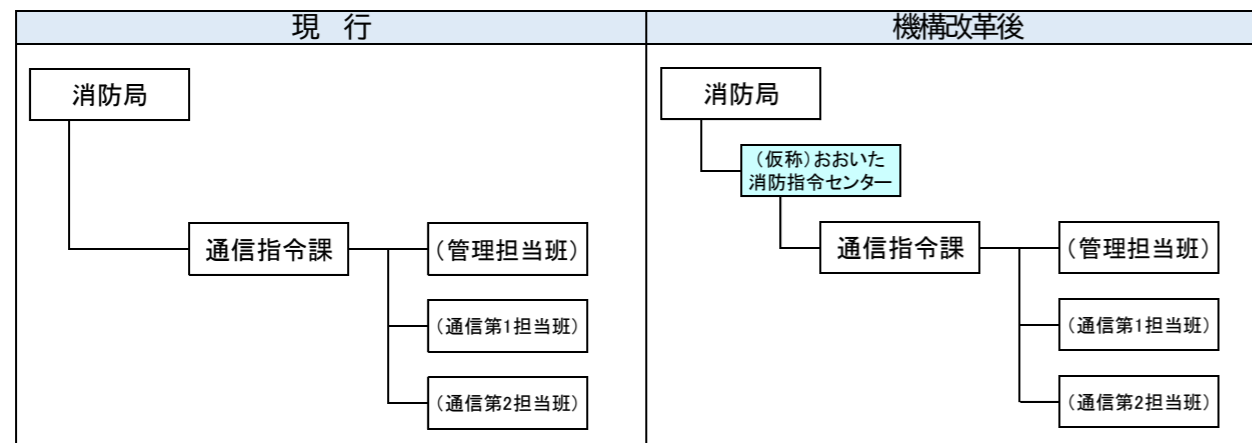 現　行
機構改革後
消防局
通信指令課
（管理担当班）
（通信第1担当班）
（通信第2担当班）
消防局
（仮称）おおいた
消防指令センター
通信指令課
（管理担当班）
（通信第1担当班）
（通信第2担当班）